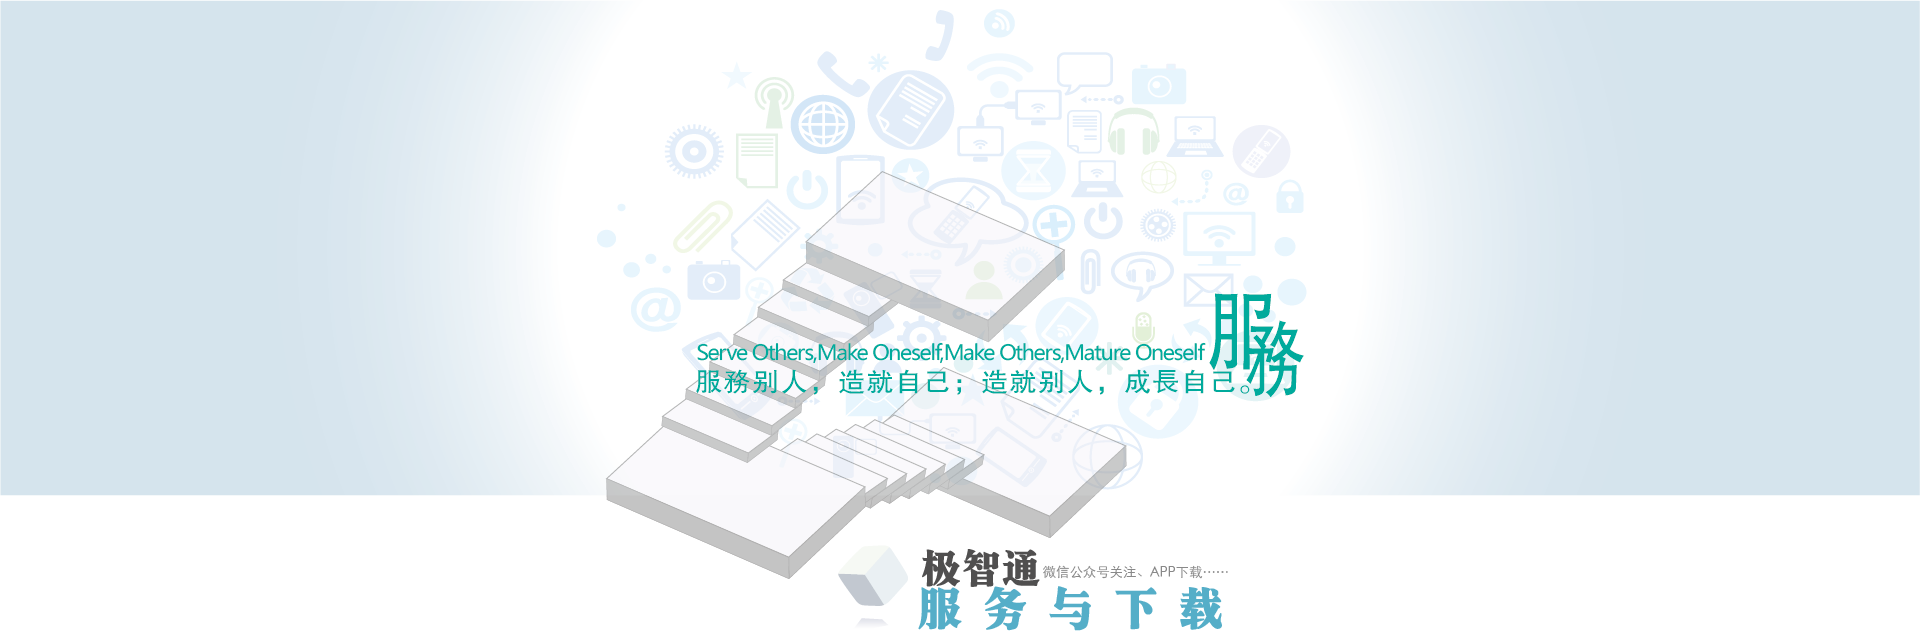 服務
Serve Others,Make Oneself,Make Others,Mature Oneself
服務别人，造就自己；造就别人，成長自己。
极智通 微信公众号关注、APP下载……
服务与下载